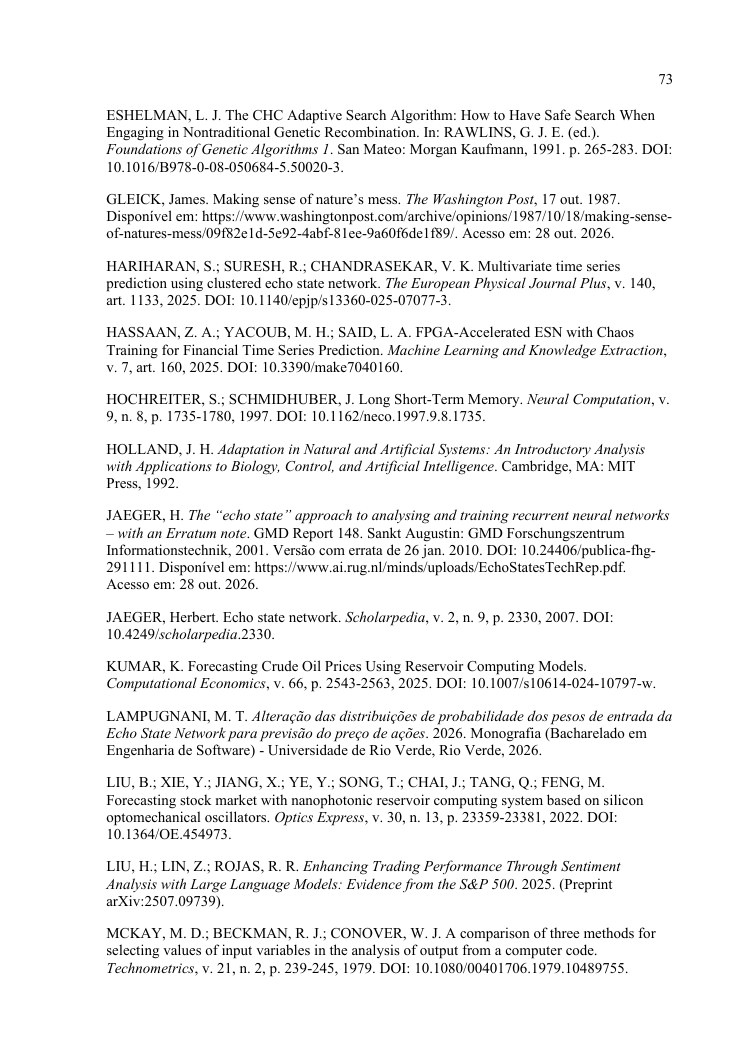 73
ESHELMAN, L. J. The CHC Adaptive Search Algorithm: How to Have Safe Search When
Engaging in Nontraditional Genetic Recombination. In: RAWLINS, G. J. E. (ed.).
Foundations of Genetic Algorithms 1. San Mateo: Morgan Kaufmann, 1991. p. 265-283. DOI:
10.1016/B978-0-08-050684-5.50020-3.
GLEICK, James. Making sense of nature’s mess. The Washington Post, 17 out. 1987.
Disponível em: https://www.washingtonpost.com/archive/opinions/1987/10/18/making-sense-
of-natures-mess/09f82e1d-5e92-4abf-81ee-9a60f6de1f89/. Acesso em: 28 out. 2026.
HARIHARAN, S.; SURESH, R.; CHANDRASEKAR, V. K. Multivariate time series
prediction using clustered echo state network. The European Physical Journal Plus, v. 140,
art. 1133, 2025. DOI: 10.1140/epjp/s13360-025-07077-3.
HASSAAN, Z. A.; YACOUB, M. H.; SAID, L. A. FPGA-Accelerated ESN with Chaos
Training for Financial Time Series Prediction. Machine Learning and Knowledge Extraction,
v. 7, art. 160, 2025. DOI: 10.3390/make7040160.
HOCHREITER, S.; SCHMIDHUBER, J. Long Short-Term Memory. Neural Computation, v.
9, n. 8, p. 1735-1780, 1997. DOI: 10.1162/neco.1997.9.8.1735.
HOLLAND, J. H. Adaptation in Natural and Artificial Systems: An Introductory Analysis
with Applications to Biology, Control, and Artificial Intelligence. Cambridge, MA: MIT
Press, 1992.
JAEGER, H. The “echo state” approach to analysing and training recurrent neural networks
– with an Erratum note. GMD Report 148. Sankt Augustin: GMD Forschungszentrum
Informationstechnik, 2001. Versão com errata de 26 jan. 2010. DOI: 10.24406/publica-fhg-
291111. Disponível em: https://www.ai.rug.nl/minds/uploads/EchoStatesTechRep.pdf.
Acesso em: 28 out. 2026.
JAEGER, Herbert. Echo state network. Scholarpedia, v. 2, n. 9, p. 2330, 2007. DOI:
10.4249/scholarpedia.2330.
KUMAR, K. Forecasting Crude Oil Prices Using Reservoir Computing Models.
Computational Economics, v. 66, p. 2543-2563, 2025. DOI: 10.1007/s10614-024-10797-w.
LAMPUGNANI, M. T. Alteração das distribuições de probabilidade dos pesos de entrada da
Echo State Network para previsão do preço de ações. 2026. Monografia (Bacharelado em
Engenharia de Software) - Universidade de Rio Verde, Rio Verde, 2026.
LIU, B.; XIE, Y.; JIANG, X.; YE, Y.; SONG, T.; CHAI, J.; TANG, Q.; FENG, M.
Forecasting stock market with nanophotonic reservoir computing system based on silicon
optomechanical oscillators. Optics Express, v. 30, n. 13, p. 23359-23381, 2022. DOI:
10.1364/OE.454973.
LIU, H.; LIN, Z.; ROJAS, R. R. Enhancing Trading Performance Through Sentiment
Analysis with Large Language Models: Evidence from the S&P 500. 2025. (Preprint
arXiv:2507.09739).
MCKAY, M. D.; BECKMAN, R. J.; CONOVER, W. J. A comparison of three methods for
selecting values of input variables in the analysis of output from a computer code.
Technometrics, v. 21, n. 2, p. 239-245, 1979. DOI: 10.1080/00401706.1979.10489755.